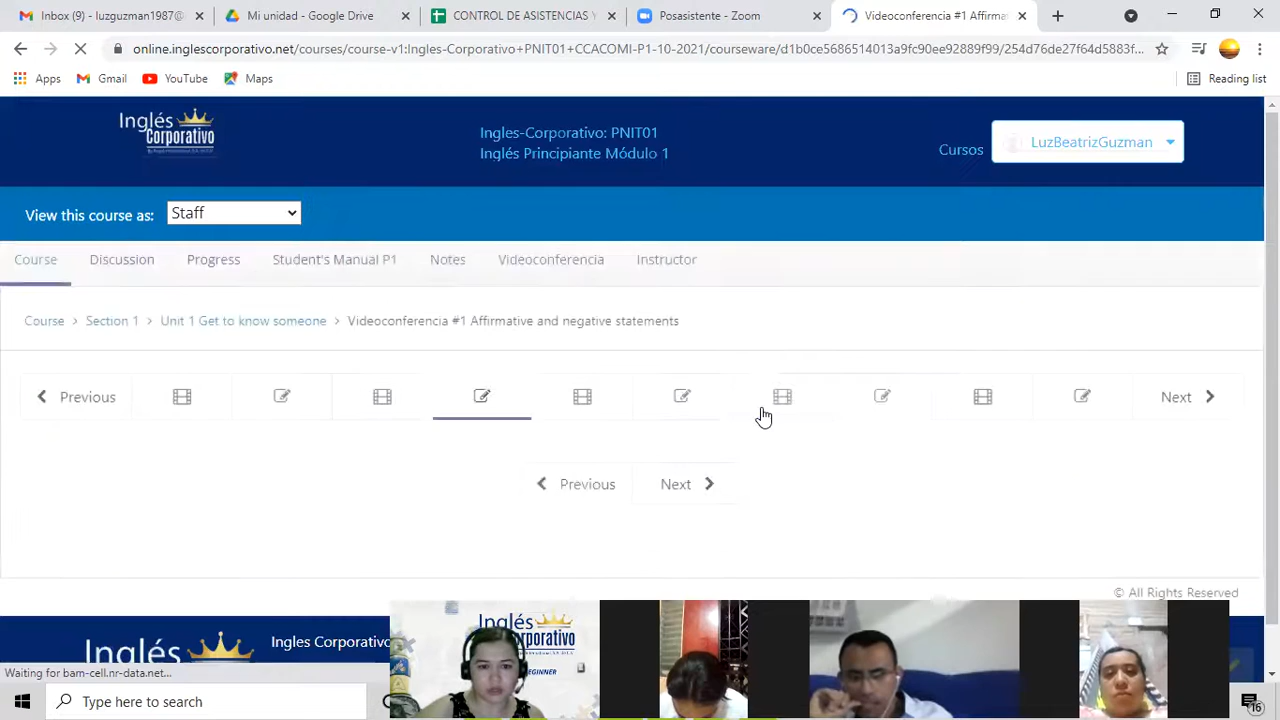 Inbox (9) - luzguzman1987@
Mi unidad - Google Drive
CONTROL DE ASISTENCIAS Y
Posasistente - Zoom
Videoconferencia #1 Affirma
online.inglescorporativo.net/courses/course-v1:Ingles-Corporativo+PNIT01+CCACOMI-P1-10-2021/courseware/d1b0ce5686514013a9fc90ee92889f99/254d76de27f64d5883f...
Apps
Gmail
YouTube
Maps
Reading list
Inglés
Corporativo
Ingles-Corporativo: PNIT01
Inglés Principiante Módulo 1
Cursos
LuzBeatrizGuzman
View this course as:
Staff
Course
Discussion
Progress
Student's Manual P1
Notes
Videoconferencia
Instructor
Course > Section 1 > Unit 1 Get to know someone > Videoconferencia #1 Affirmative and negative statements
Previous
Next
Previous
Next
© All Rights Reserved
Inglés
Ingles Corporativo
Inglés
Corporativo
Waiting for bam-cell.nr-data.net...
Type here to search
16